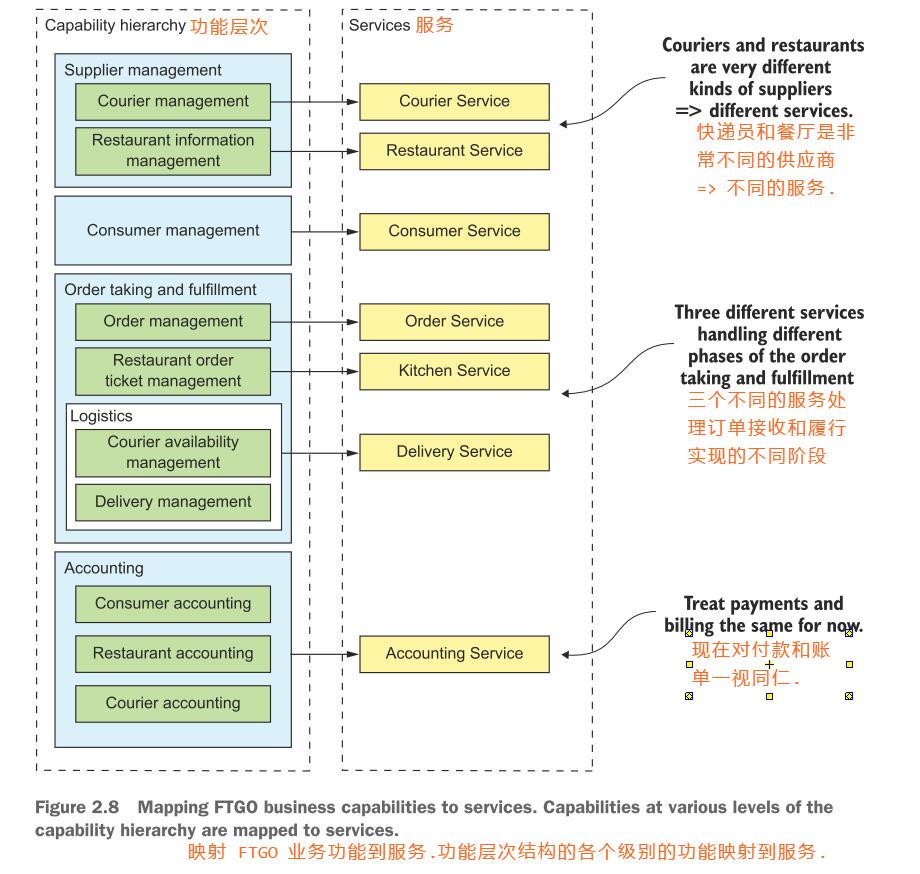 Capability hierarchy 功能层次
Supplier management
Courier management
Restaurant information
management
Consumer management
Order taking and fulfillment
Order management
Restaurant order
ticket management
Logistics
Courier availability
management
Delivery management
Accounting
Consumer accounting
Restaurant accounting
Courier accounting
Services 服务
Courier Service
Restaurant Service
Consumer Service
Order Service
Kitchen Service
Delivery Service
Accounting Service
Couriers and restaurants
are very different
kinds of suppliers
=> different services.
快递员和餐厅是非
常不同的供应商
=> 不同的服务.
Three different services
handling different
phases of the order
taking and fulfillment
三个不同的服务处
理订单接收和履行
实现的不同阶段
Treat payments and
billing the same for now.
现在对付款和账
单一视同仁.
Figure 2.8 Mapping FTGO business capabilities to services. Capabilities at various levels of the
capability hierarchy are mapped to services.
映射 FTGO 业务功能到服务.功能层次结构的各个级别的功能映射到服务.